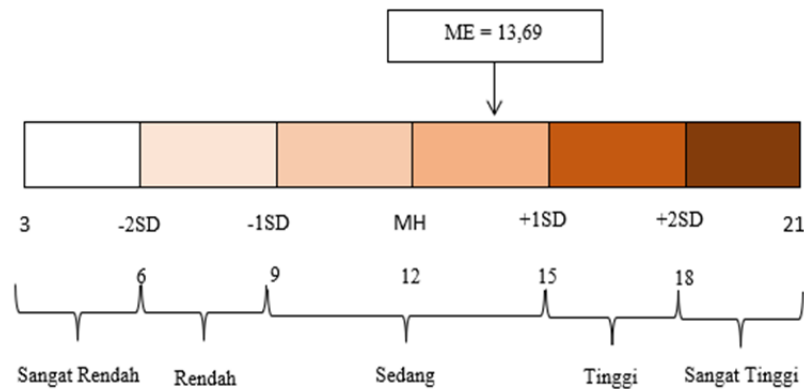 ME = 13,69
3 -2SD -1SD MH +1SD +2SD 21
6 9 12 15 18
Sangat Rendah Rendah Sedang Tinggi Sangat Tinggi